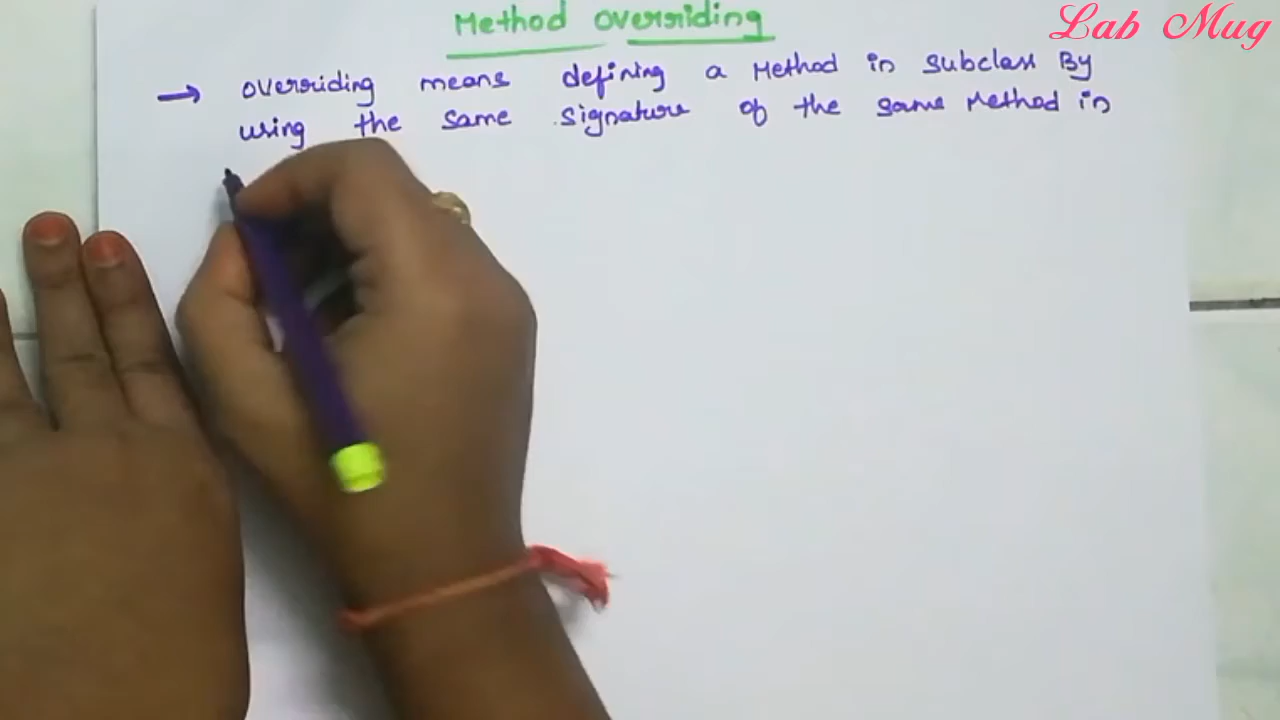 Method overriding
Lab Mug
→ overriding means defining a Method in subclass By
using the same signature of the same Method in